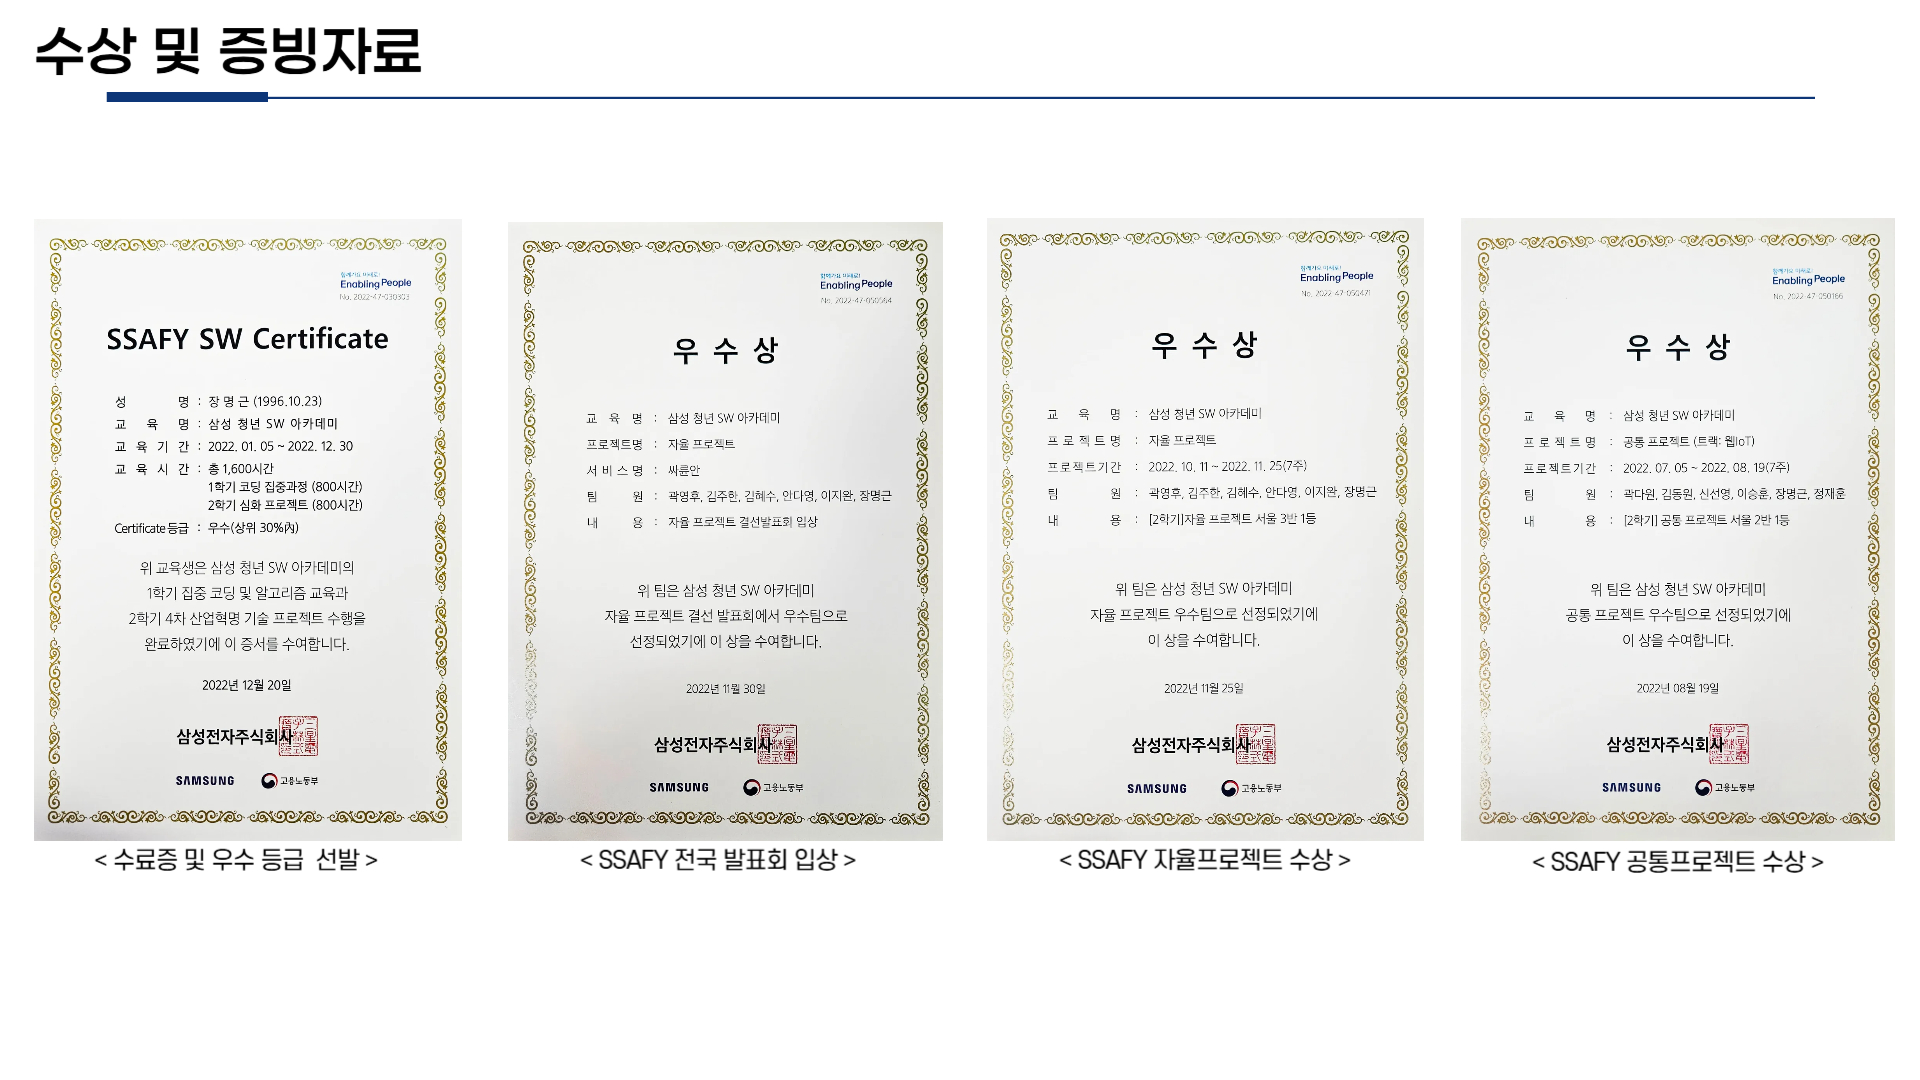 수상 및 증빙자료
함께가요 미래로!
Enabling People
No. 2022-47-030303
SSAFY SW Certificate
성 명 : 장 명 근 (1996.10.23)
교 육 명 : 삼성 청년 SW 아카데미
교 육 기 간 : 2022. 01. 05 ~ 2022. 12. 30
교 육 시 간 : 총 1,600시간
1학기 코딩 집중과정 (800시간)
2학기 심화 프로젝트 (800시간)
Certificate 등급 : 우수(상위 30%內)
위 교육생은 삼성 청년 SW 아카데미의
1학기 집중 코딩 및 알고리즘 교육과
2학기 4차 산업혁명 기술 프로젝트 수행을
완료하였기에 이 증서를 수여합니다.
2022년 12월 20일
삼성전자주식회사
SAMSUNG 고용노동부
< 수료증 및 우수 등급 선발 >
함께가요 미래로!
Enabling People
No. 2022-47-050564
우 수 상
교 육 명 : 삼성 청년 SW 아카데미
프로젝트명 : 자율 프로젝트
서 비 스 명 : 싸륜안
팀 원 : 곽영후, 김주한, 김혜수, 안다영, 이지완, 장명근
내 용 : 자율 프로젝트 결선발표회 입상
위 팀은 삼성 청년 SW 아카데미
자율 프로젝트 결선 발표회에서 우수팀으로
선정되었기에 이 상을 수여합니다.
2022년 11월 30일
삼성전자주식회사
SAMSUNG 고용노동부
< SSAFY 전국 발표회 입상 >
함께가요 미래로!
Enabling People
No. 2022-47-050471
우 수 상
교 육 명 : 삼성 청년 SW 아카데미
프 로 젝 트 명 : 자율 프로젝트
프로젝트기간 : 2022. 10. 11 ~ 2022. 11. 25(7주)
팀 원 : 곽영후, 김주한, 김혜수, 안다영, 이지완, 장명근
내 용 : [2학기]자율 프로젝트 서울 3반 1등
위 팀은 삼성 청년 SW 아카데미
자율 프로젝트 우수팀으로 선정되었기에
이 상을 수여합니다.
2022년 11월 25일
삼성전자주식회사
SAMSUNG 고용노동부
< SSAFY 자율프로젝트 수상 >
함께가요 미래로!
Enabling People
No. 2022-47-050166
우 수 상
교 육 명 : 삼성 청년 SW 아카데미
프 로 젝 트 명 : 공통 프로젝트 (트랙: 웹IoT)
프로젝트기간 : 2022. 07. 05 ~ 2022. 08. 19(7주)
팀 원 : 곽다원, 김동원, 신선영, 이승훈, 장명근, 정재훈
내 용 : [2학기] 공통 프로젝트 서울 2반 1등
위 팀은 삼성 청년 SW 아카데미
공통 프로젝트 우수팀으로 선정되었기에
이 상을 수여합니다.
2022년 08월 19일
삼성전자주식회사
SAMSUNG 고용노동부
< SSAFY 공통프로젝트 수상 >